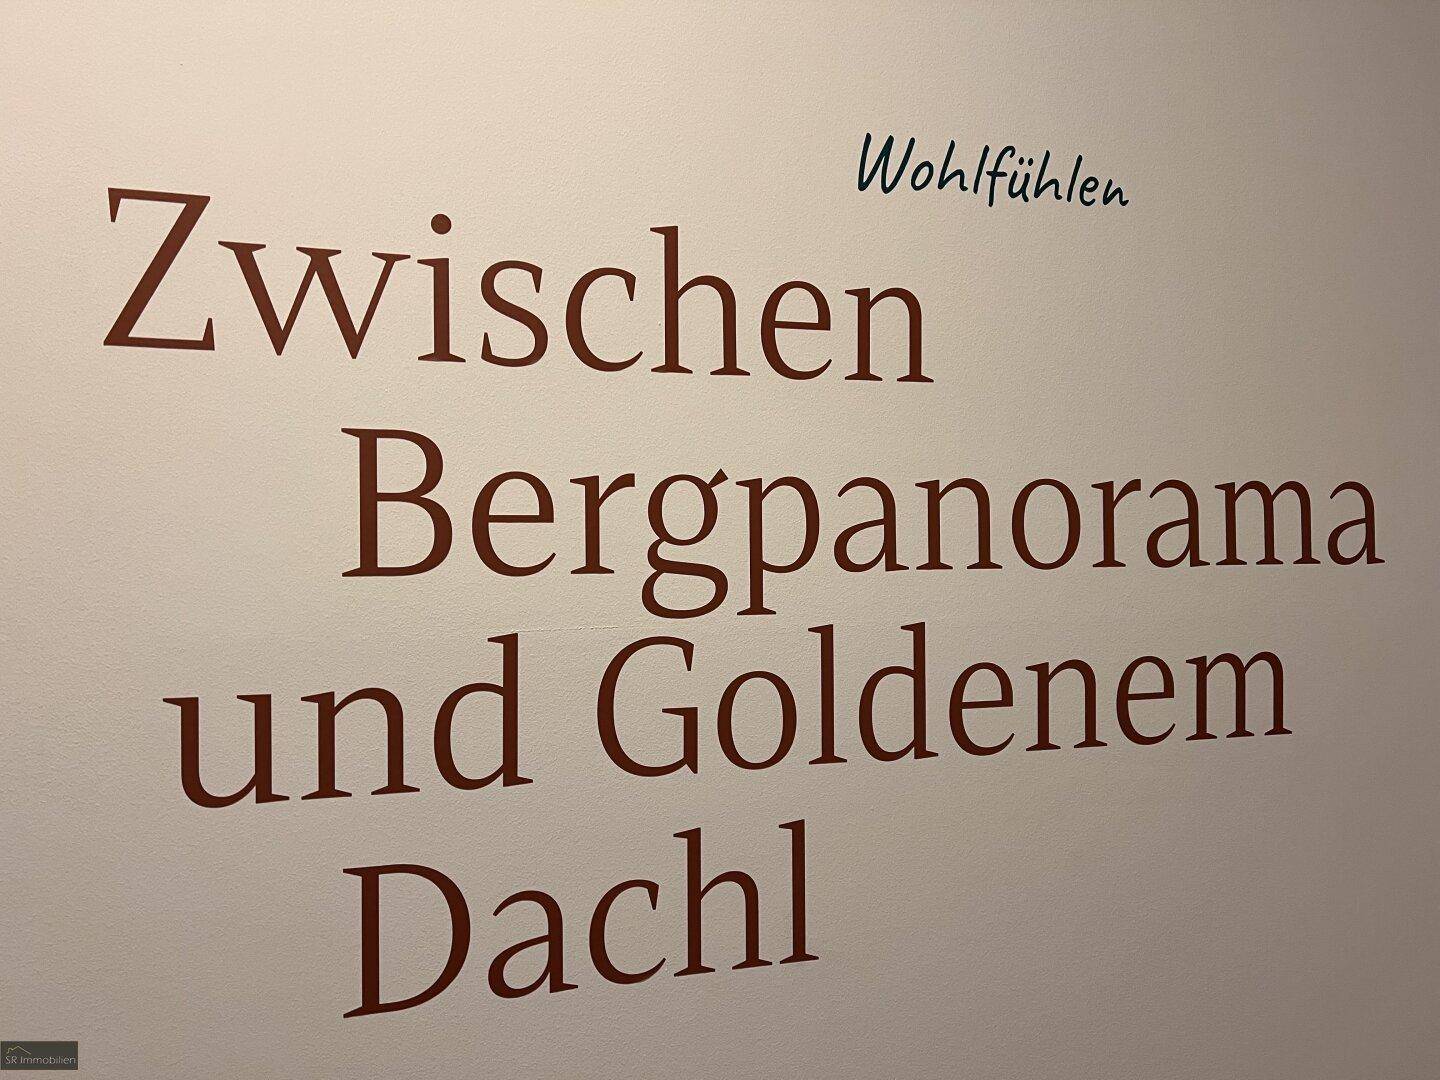 Wohlfühlen
Zwischen
Bergpanorama
und Goldenem
Dachl
SR Immobilien